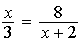 x/3 = 8/(x + 2)